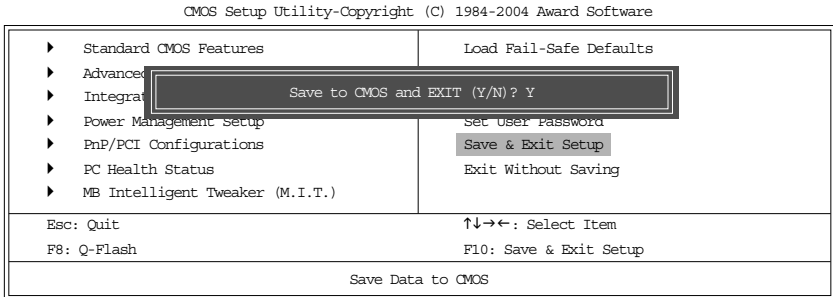 CMOS Setup Utility-Copyright (C) 1984-2004 Award Software
Standard CMOS Features
Load Fail-Safe Defaults
Advanced
Save to CMOS and EXIT (Y/N)? Y
Power Management Setup
Set User Password
PnP/PCI Configurations
Save & Exit Setup
PC Health Status
Exit Without Saving
MB Intelligent Tweaker (M.I.T.)
Esc: Quit
↑↓→←: Select Item
F8: Q-Flash
F10: Save & Exit Setup
Save Data to CMOS